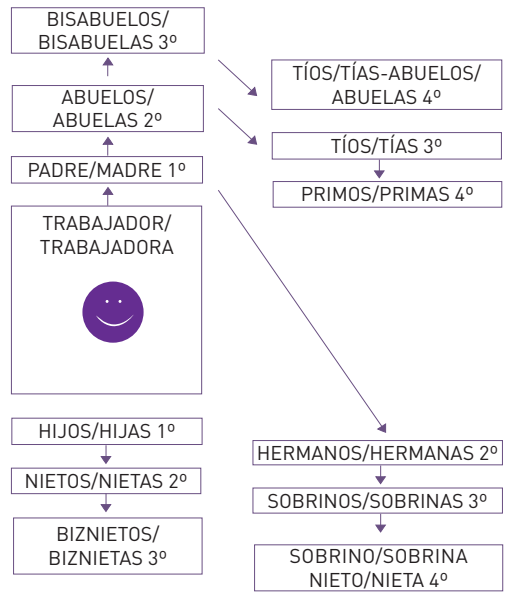 BISABUELOS/
BISABUELAS 3º
ABUELOS/
ABUELAS 2º
PADRE/MADRE 1º
TRABAJADOR/
TRABAJADORA
HIJOS/HIJAS 1º
NIETOS/NIETAS 2º
BIZNIETOS/
BIZNIETAS 3º
TÍOS/TÍAS-ABUELOS/
ABUELAS 4º
TÍOS/TÍAS 3º
PRIMOS/PRIMAS 4º
HERMANOS/HERMANAS 2º
SOBRINOS/SOBRINAS 3º
SOBRINO/SOBRINA
NIETO/NIETA 4º